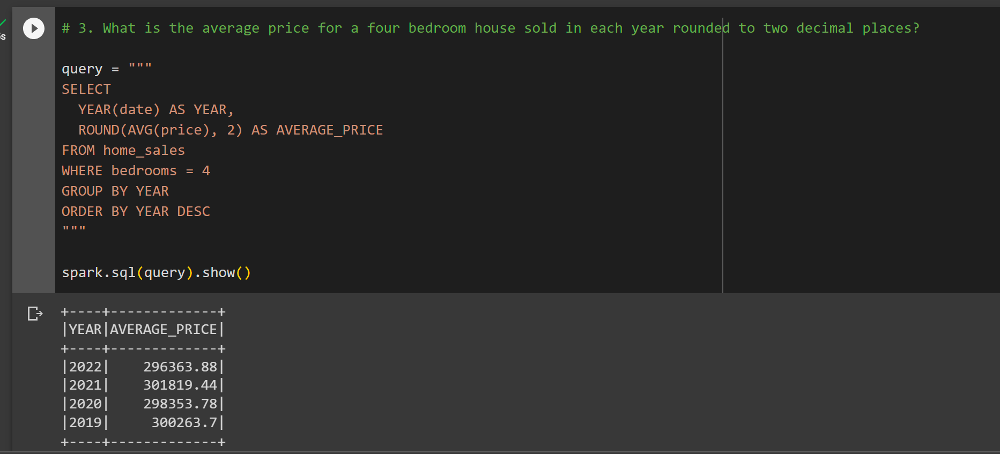 # 3. What is the average price for a four bedroom house sold in each year rounded to two decimal places?
query = """
SELECT
  YEAR(date) AS YEAR,
  ROUND(AVG(price), 2) AS AVERAGE_PRICE
FROM home_sales
WHERE bedrooms = 4
GROUP BY YEAR
ORDER BY YEAR DESC
"""
spark.sql(query).show()
+----+-------------+
|YEAR|AVERAGE_PRICE|
+----+-------------+
|2022|    296363.88|
|2021|    301819.44|
|2020|    298353.78|
|2019|     300263.7|
+----+-------------+